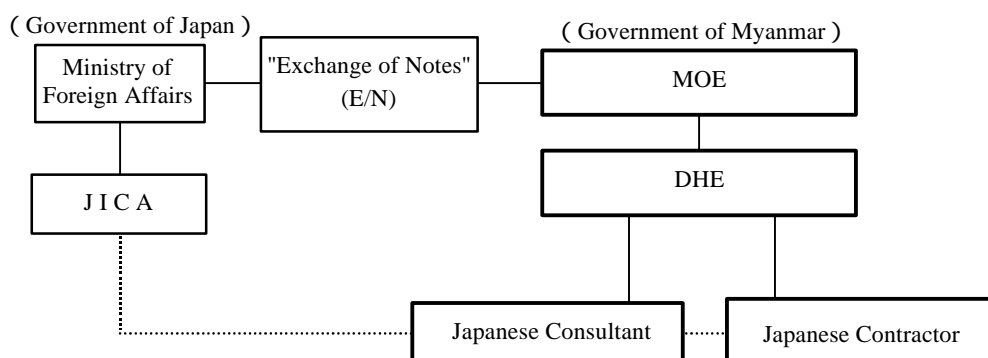 ( Government of Japan )
( Government of Myanmar )
Ministry of
Foreign Affairs
"Exchange of Notes"
(E/N)
MOE
DHE
J I C A
Japanese Consultant
Japanese Contractor